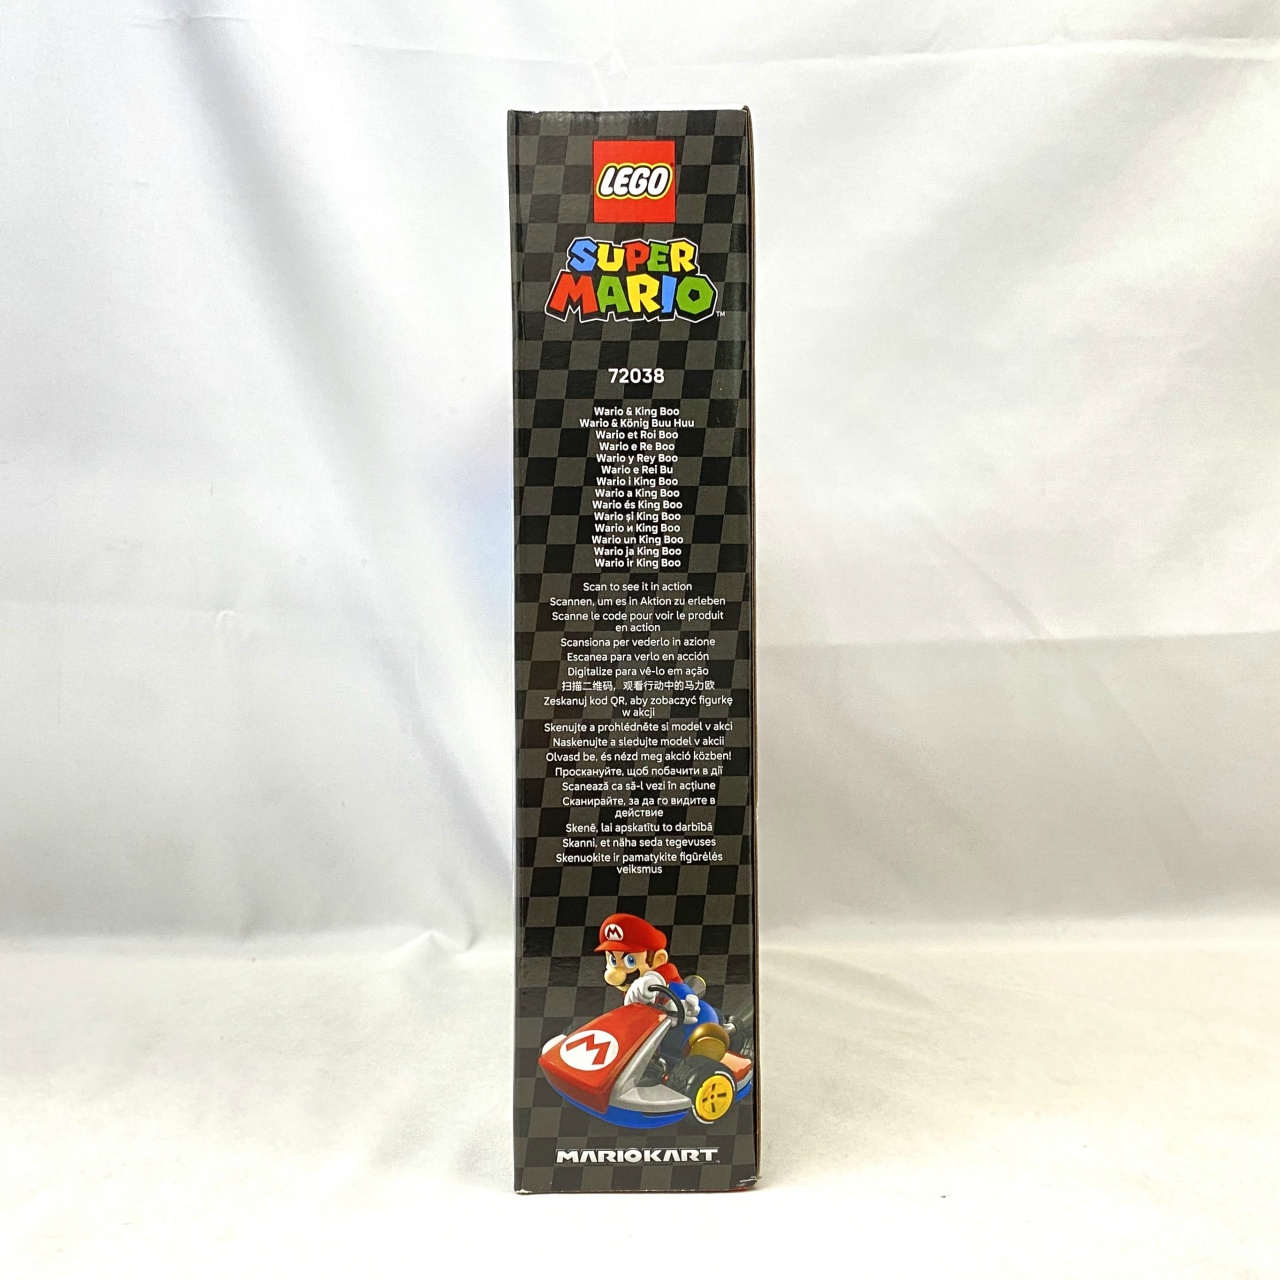 LEGO
SUPER
MARIO™
72038
Wario & King Boo
Wario & König Buu Huu
Wario et Roi Boo
Wario e Re Boo
Wario y Rey Boo
Wario e Rei Bu
Wario i King Boo
Wario a King Boo
Wario és King Boo
Wario și King Boo
Wario и King Boo
Wario un King Boo
Wario ja King Boo
Wario ir King Boo
Scan to see it in action
Scannen, um es in Aktion zu erleben
Scanne le code pour voir le produit
en action
Scansiona per vederlo in azione
Escanea para verlo en acción
Digitalize para vê-lo em ação
扫描二维码，观看行动中的马力欧
Zeskanuj kod QR, aby zobaczyć figurkę
w akcji
Skenujte a prohlédněte si model v akci
Naskenujte a sledujte model v akcii
Olvasd be, és nézd meg akció közben!
Проскануйте, щоб побачити в дії
Scanează ca să-l vezi în acțiune
Сканирайте, за да го видите в
действие
Skenē, lai apskatītu to darbībā
Skanni, et näha seda tegevuses
Skenuokite ir pamatykite figūrėlės
veiksmus
M
M
MARIOKART™